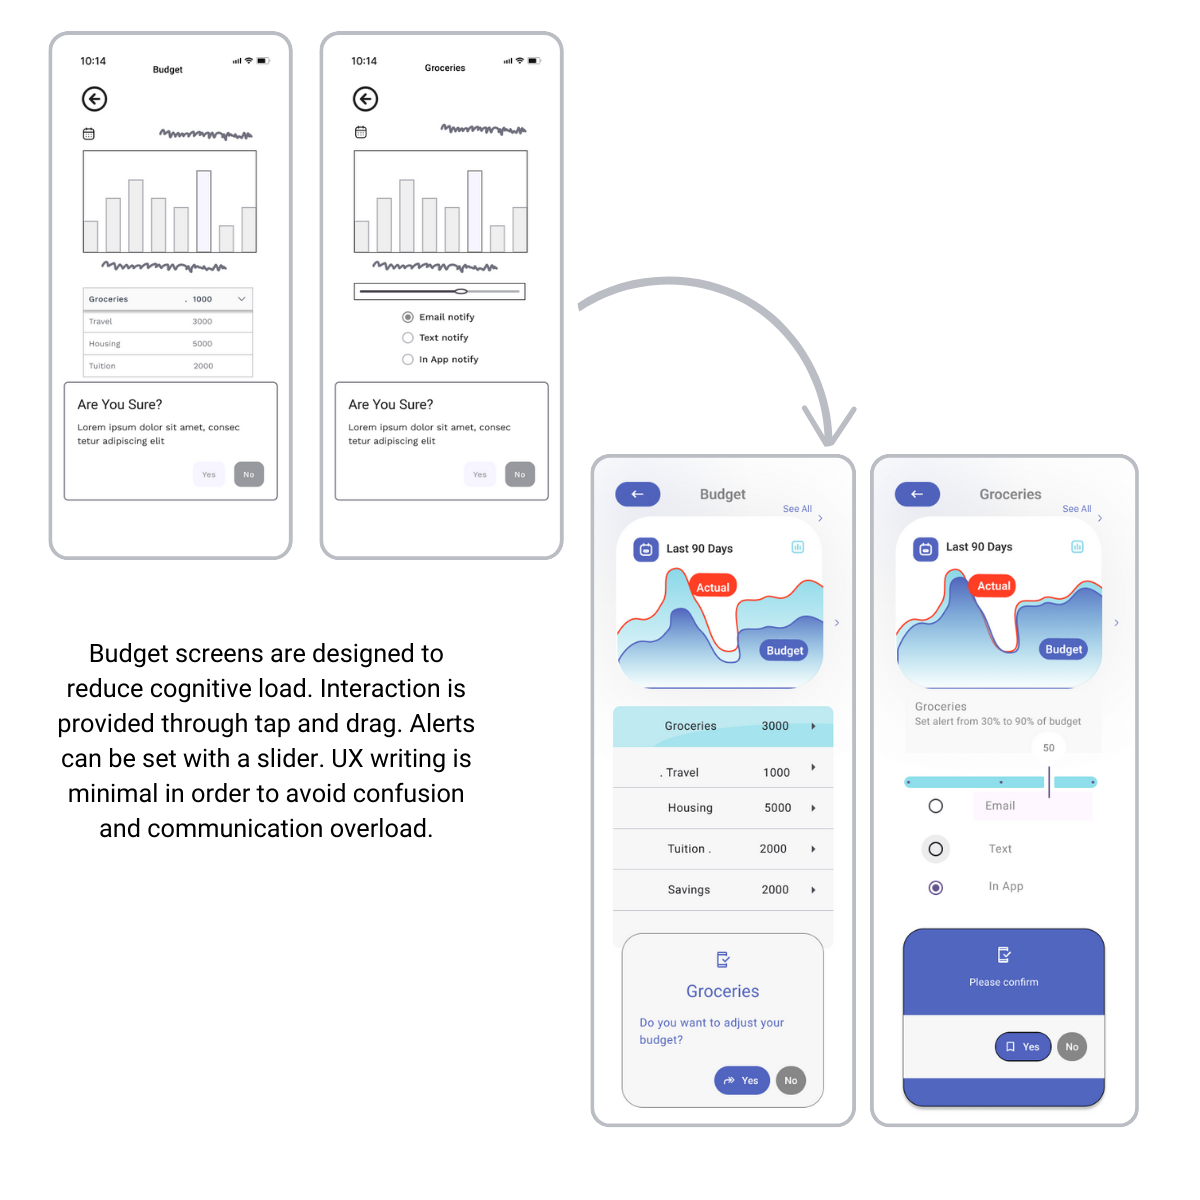 10:14
Budget
Groceries . 1000
Travel 3000
Housing 5000
Tuition 2000
Are You Sure?
Lorem ipsum dolor sit amet, consec
tetur adipiscing elit
Yes No
10:14
Groceries
Email notify
Text notify
In App notify
Are You Sure?
Lorem ipsum dolor sit amet, consec
tetur adipiscing elit
Yes No
Budget screens are designed to
reduce cognitive load. Interaction is
provided through tap and drag. Alerts
can be set with a slider. UX writing is
minimal in order to avoid confusion
and communication overload.
Budget
See All
Last 90 Days
Actual
Budget
Groceries 3000
. Travel 1000
Housing 5000
Tuition . 2000
Savings 2000
Groceries
Do you want to adjust your
budget?
Yes No
Groceries
See All
Last 90 Days
Actual
Budget
Groceries
Set alert from 30% to 90% of budget
50
Email
Text
In App
Please confirm
Yes No